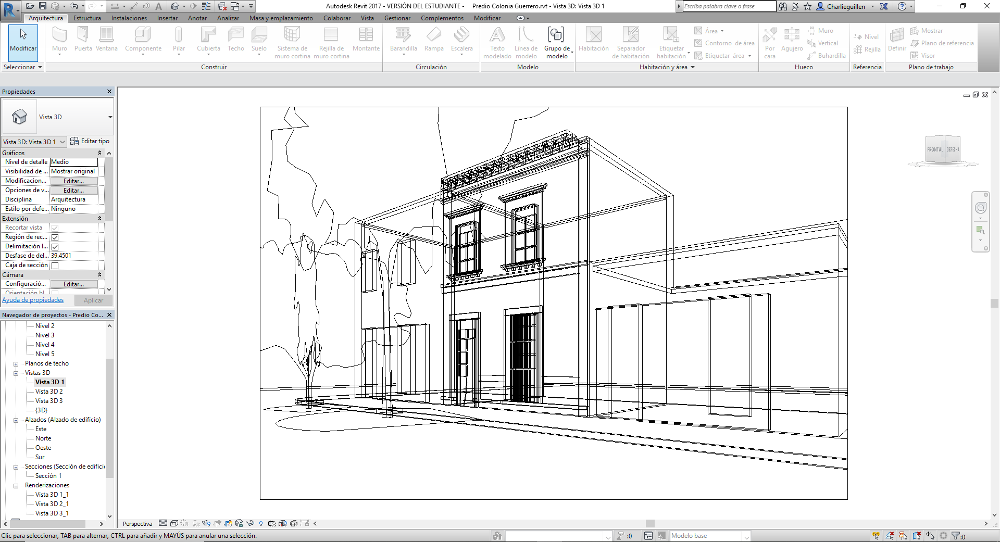 Autodesk Revit 2017 - VERSIÓN DEL ESTUDIANTE - Predio Colonia Guerrero.rvt - Vista 3D: Vista 3D 1
Escriba palabra clave o frase
Charlieguillen
Arquitectura Estructura Instalaciones Insertar Anotar Analizar Masa y emplazamiento Colaborar Vista Gestionar Complementos Modificar
Modificar
Muro Puerta Ventana Componente Pilar Cubierta Techo Suelo Sistema de muro cortina Rejilla de muro cortina Montante
Barandilla Rampa Escalera
Texto modelado Línea de modelo Grupo de modelo
Habitación Separador de habitación Etiquetar habitación
Área
Contorno de área
Etiquetar área
Por cara Agujero
Muro
Vertical
Buhardilla
Nivel
Rejilla
Definir
Mostrar
Plano de referencia
Visor
Seleccionar Construir Circulación Modelo Habitación y área Hueco Referencia Plano de trabajo
Propiedades
Vista 3D
Vista 3D: Vista 3D 1 Editar tipo
Gráficos
Nivel de detalle Medio
Visibilidad de ... Mostrar original
Modificacion... Editar...
Opciones de v... Editar...
Disciplina Arquitectura
Estilo por defe... Ninguno
Extensión
Recortar vista
Región de rec...
Delimitación l...
Desfase de del... 39.4501
Caja de sección
Cámara
Configuració... Editar...
Ayuda de propiedades Aplicar
Navegador de proyectos - Predio Co...
Nivel 2
Nivel 3
Nivel 4
Nivel 5
Planos de techo
Vistas 3D
Vista 3D 1
Vista 3D 2
Vista 3D 3
{3D}
Alzados (Alzado de edificio)
Este
Norte
Oeste
Sur
Secciones (Sección de edificio
Sección 1
Renderizaciones
Vista 3D 1_1
Vista 3D 2_1
Vista 3D 3_1
FRONTAL DERECHA
Perspectiva
Clic para seleccionar, TAB para alternar, CTRL para añadir y MAYÚS para anular una selección.
:0
Modelo base
:0